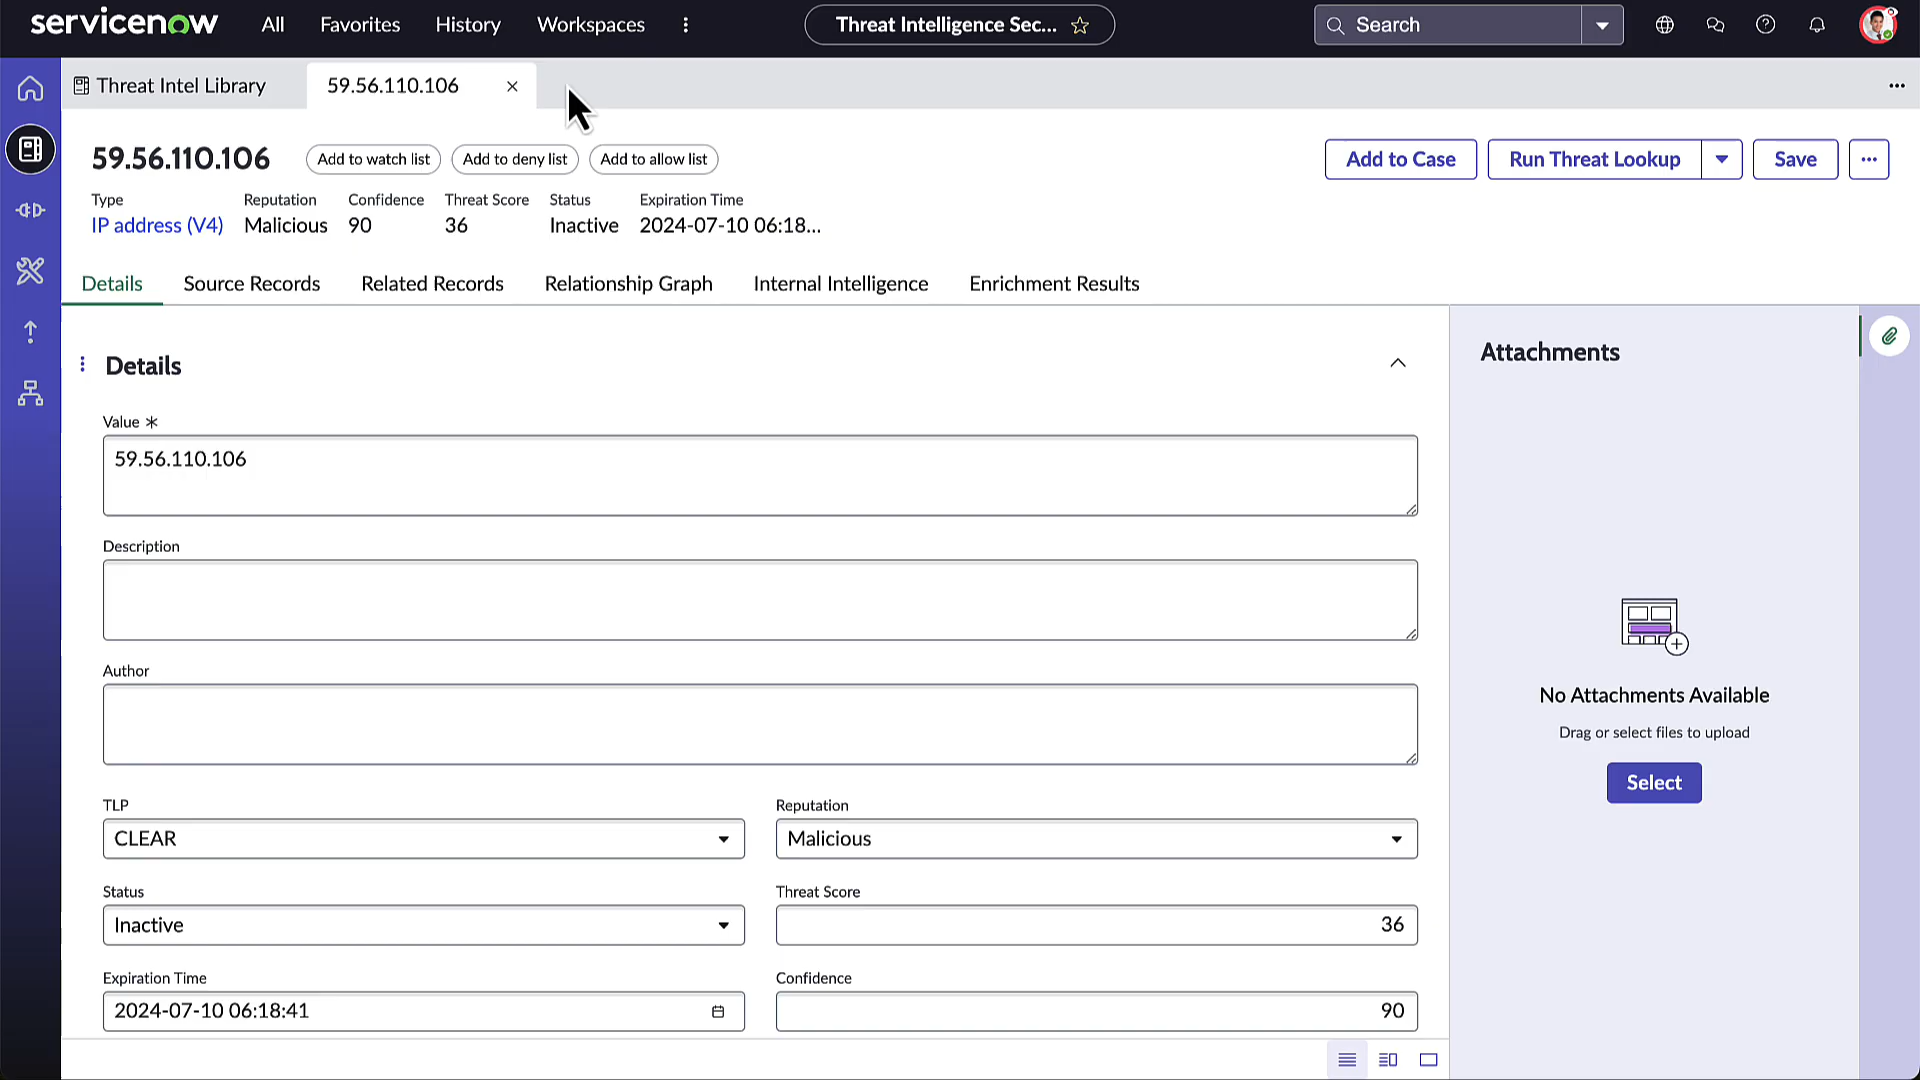 servicenow All Favorites History Workspaces Threat Intelligence Sec... Search
Threat Intel Library 59.56.110.106
59.56.110.106 Add to watch list Add to deny list Add to allow list Add to Case Run Threat Lookup Save
Type Reputation Confidence Threat Score Status Expiration Time
IP address (V4) Malicious 90 36 Inactive 2024-07-10 06:18...
Details Source Records Related Records Relationship Graph Internal Intelligence Enrichment Results
Details
Attachments
Value *
59.56.110.106
Description
Author
No Attachments Available
Drag or select files to upload
Select
TLP Reputation
CLEAR Malicious
Status Threat Score
Inactive 36
Expiration Time Confidence
2024-07-10 06:18:41 90